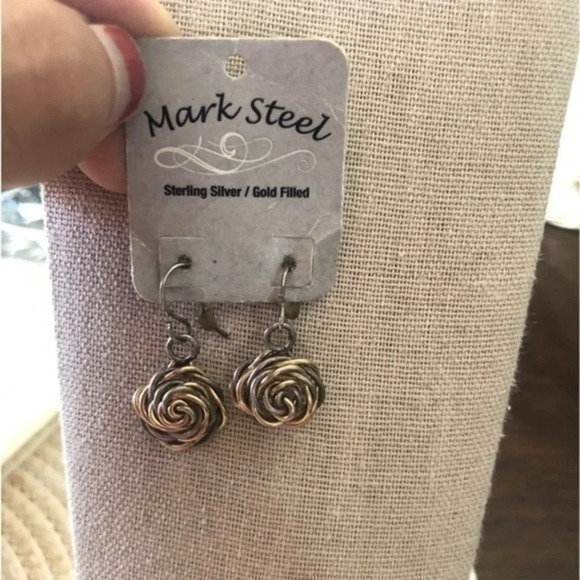 Mark Steel
Sterling Silver / Gold Filled